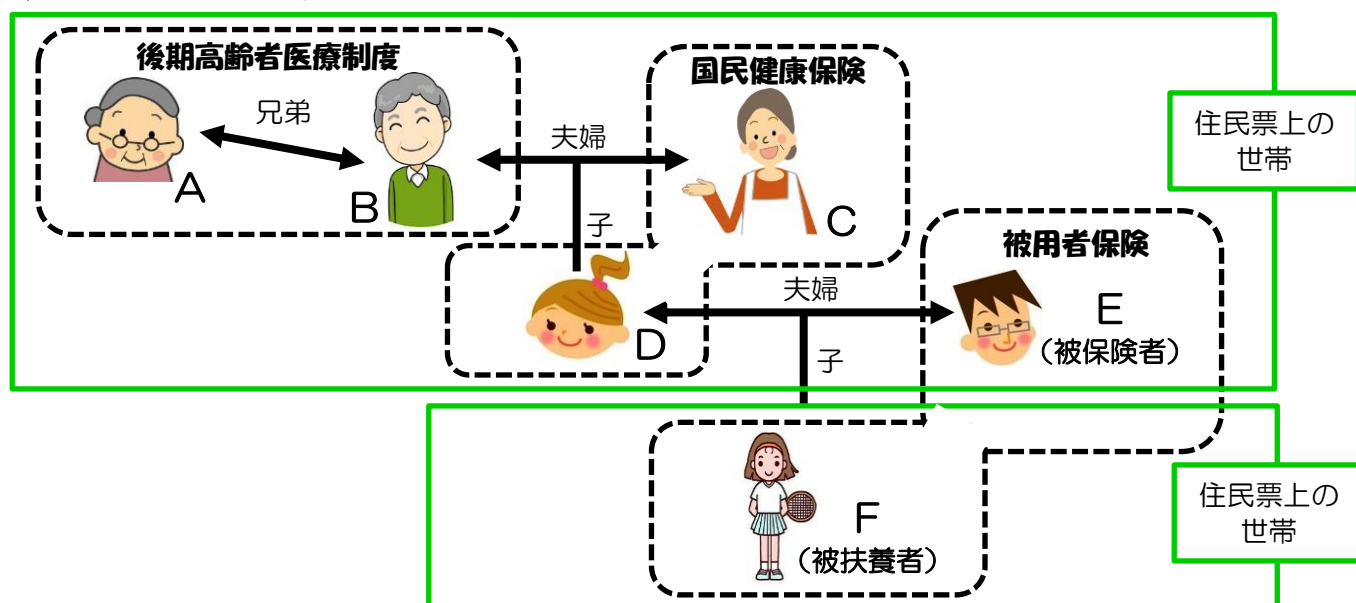 後期高齢者医療制度
兄弟
A
B
夫婦
国民健康保険
C
住民票上の
世帯
子
D
夫婦
被用者保険
E
（被保険者）
子
F
（被扶養者）
住民票上の
世帯